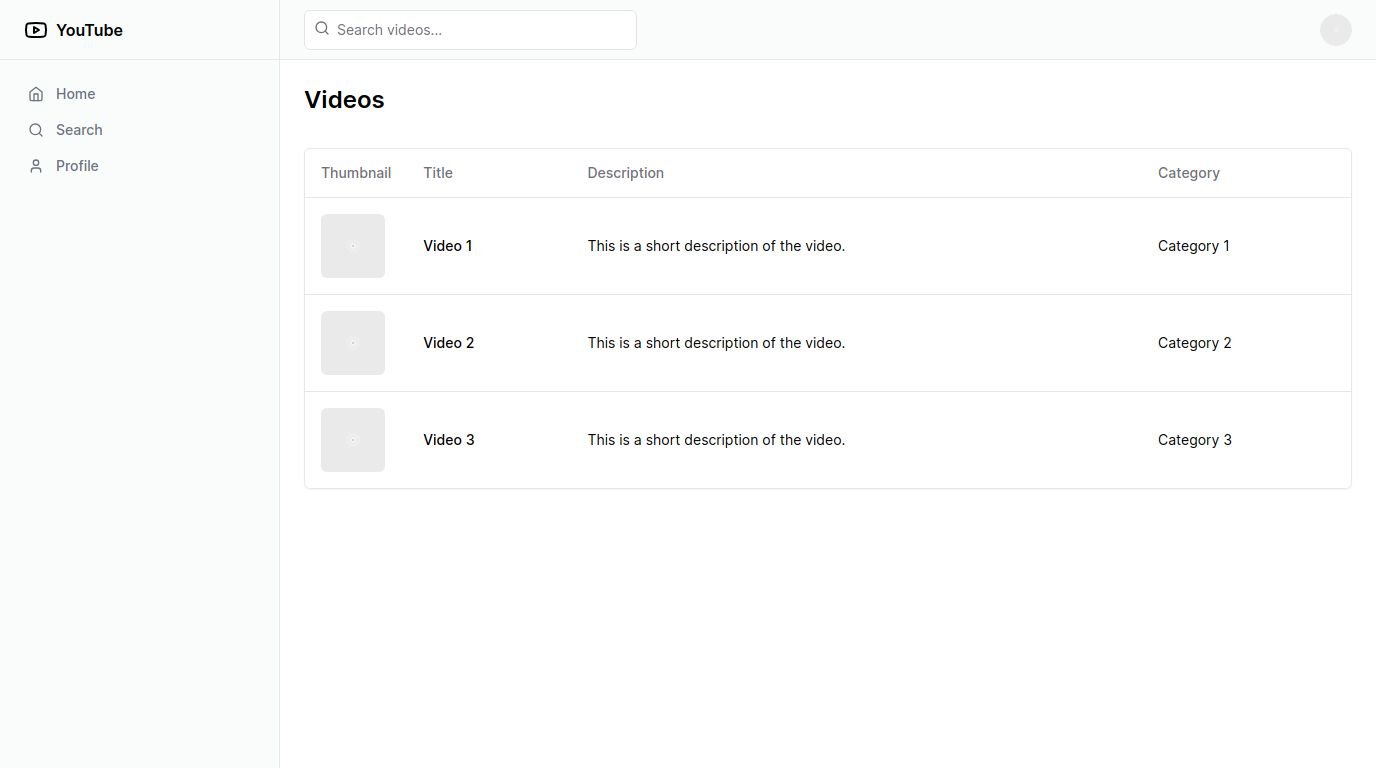 YouTube
Search videos...
Home
Search
Profile
Videos
Thumbnail Title Description Category
Video 1 This is a short description of the video. Category 1
Video 2 This is a short description of the video. Category 2
Video 3 This is a short description of the video. Category 3